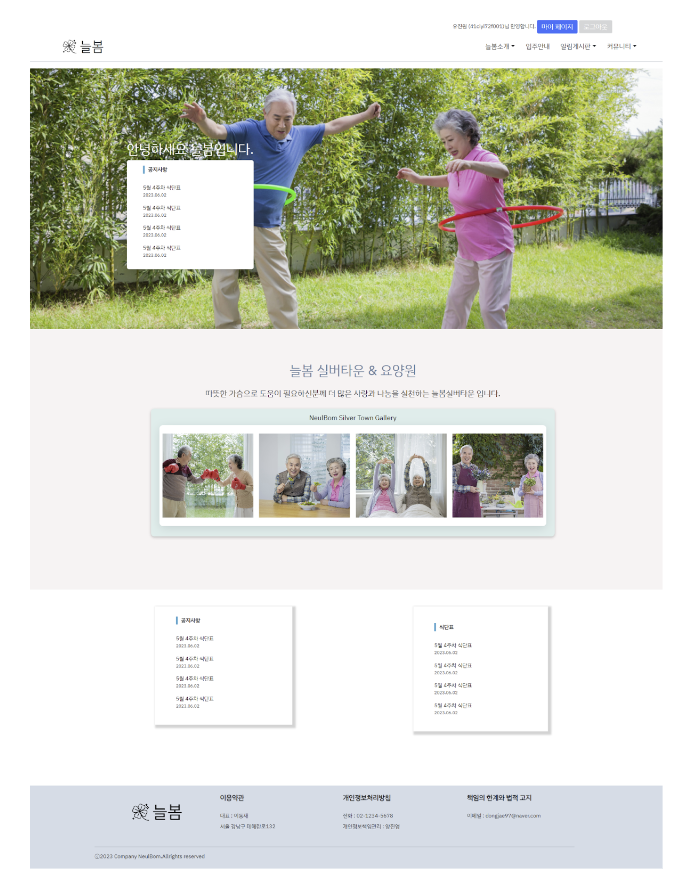 님 환영합니다.
마이 페이지
로그아웃
늘봄
늘봄소개
입주안내
알림게시판
커뮤니티
안녕하세요 늘봄입니다.
공지사항
5월 4주차 식단표
2023.06.02
5월 4주차 식단표
2023.06.02
5월 4주차 식단표
2023.06.02
5월 4주차 식단표
2023.06.02
늘봄 실버타운 & 요양원
따뜻한 가슴으로 도움이 필요하신분께 더 많은 사랑과 나눔을 실천하는 늘봄실버타운 입니다.
NeulBom Silver Town Gallery
공지사항
5월 4주차 식단표
2023.06.02
5월 4주차 식단표
2023.06.02
5월 4주차 식단표
2023.06.02
5월 4주차 식단표
2023.06.02
식단표
5월 4주차 식단표
2023.06.02
5월 4주차 식단표
2023.06.02
5월 4주차 식단표
2023.06.02
5월 4주차 식단표
2023.06.02
늘봄
이용약관
대표 :
서울 강남구 테헤란로132
개인정보처리방침
전화 : 02-1234-5678
개인정보책임관리 :
책임의 한계와 법적 고지
이메일 : dongjae97@naver.com
ⓒ2023 Company NeulBom.Allrights reserved